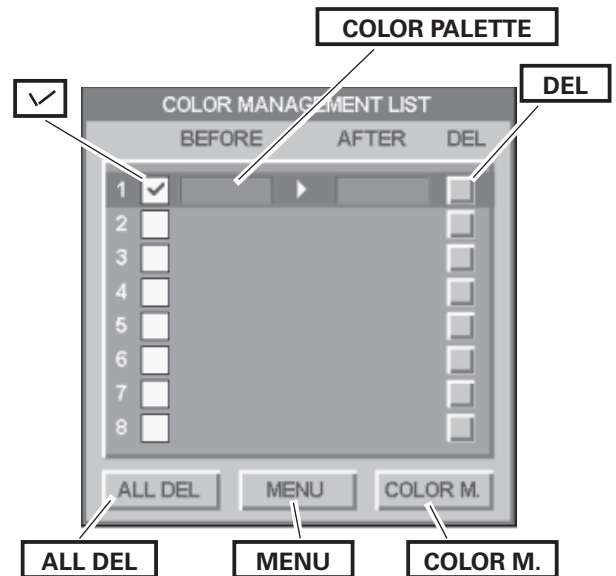 COLOR PALETTE
DEL
COLOR MANAGEMENT LIST
BEFORE AFTER DEL
1
2
3
4
5
6
7
8
ALL DEL MENU COLOR M.
ALL DEL MENU COLOR M.